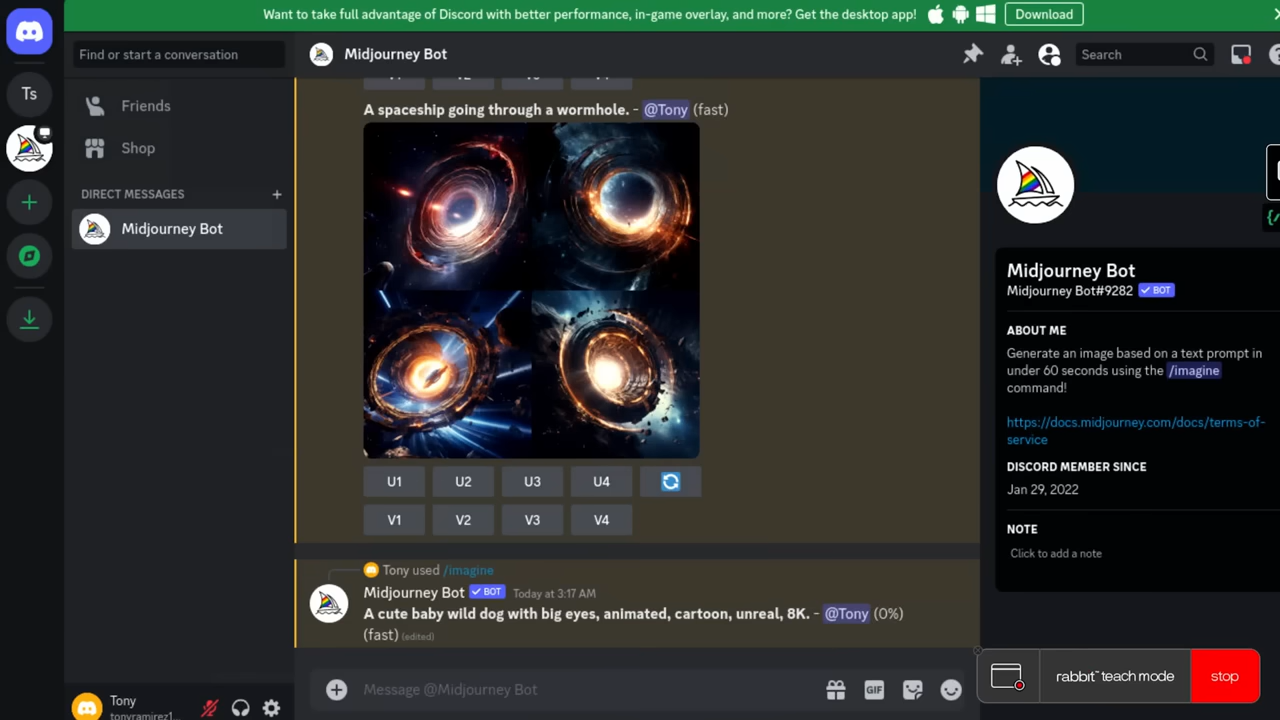 Want to take full advantage of Discord with better performance, in-game overlay, and more? Get the desktop app!
Download
Find or start a conversation
Midjourney Bot
Search
Ts
Friends
Shop
DIRECT MESSAGES
Midjourney Bot
A spaceship going through a wormhole. - @Tony (fast)
U1 U2 U3 U4
V1 V2 V3 V4
Tony used /imagine
Midjourney Bot BOT Today at 3:17 AM
A cute baby wild dog with big eyes, animated, cartoon, unreal, 8K. - @Tony (0%)
(fast) (edited)
Message @Midjourney Bot
GIF
Tony
tonyramirez1...
Midjourney Bot
Midjourney Bot#9282 BOT
ABOUT ME
Generate an image based on a text prompt in
under 60 seconds using the /imagine
command!
https://docs.midjourney.com/docs/terms-of-
service
DISCORD MEMBER SINCE
Jan 29, 2022
NOTE
Click to add a note
rabbit™ teach mode
stop